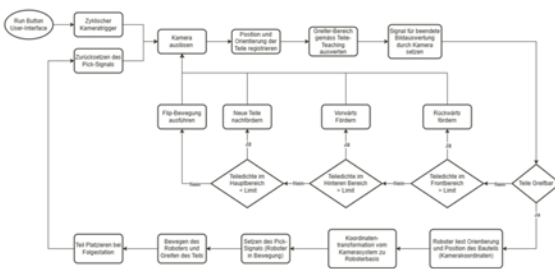 Run Button
User-Interface
Zyklischer
Kameratrigger
Zurücksetzen des
Pick-Signals
Kamera
auslösen
Position und
Orientierung der
Teile registrieren
Greifer-Bereich
gemäss Teile-
Teaching
auswerten
Signal für beendete
Bildauswertung
durch Kamera
setzen
Flip-Bewegung
ausführen
Neue Teile
nachfördern
Vorwärts
Fördern
Rückwärts
fördern
Ja
Ja
Ja
Teiledichte im
Hauptbereich
< Limit
Nein
Teiledichte im
Hinteren Bereich
> Limit
Nein
Teiledichte im
Frontbereich
> Limit
Nein
Teile Greifbar
Nein
Ja
Teil Platzieren bei
Folgestation
Bewegen des
Roboters und
Greifen des Teils
Setzen des Pick-
Signals (Roboter
in Bewegung)
Koordinaten-
transformation vom
Kamerasystem zu
Roboterbasis
Roboter liest Orientierung
und Position des Bauteils
(Kamerakoordinaten)